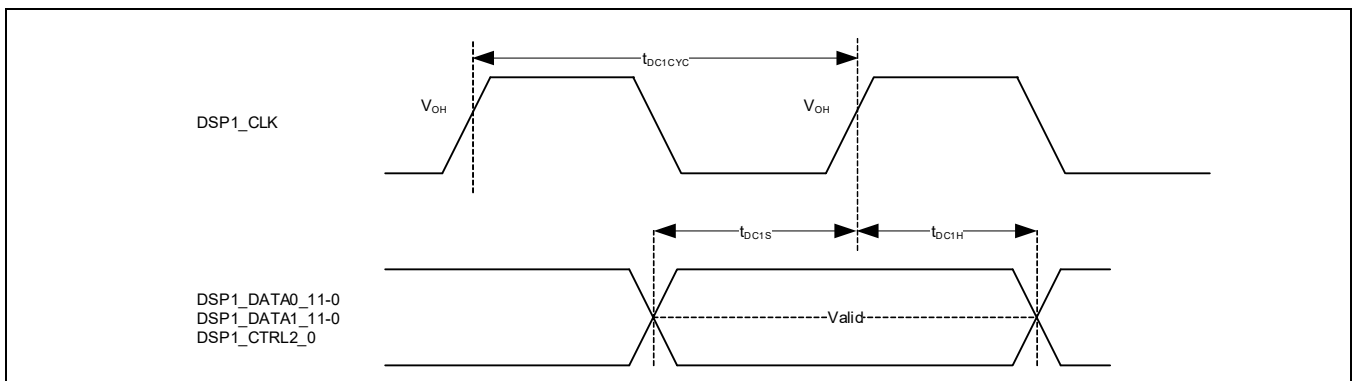 tDC1CYC
VOH
VOH
DSP1_CLK
tDC1S
tDC1H
DSP1_DATA0_11-0
DSP1_DATA1_11-0
DSP1_CTRL2_0
Valid